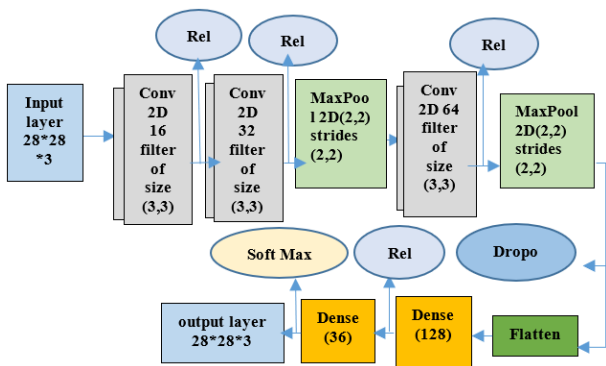 Rel
Rel
Rel
Input
layer
28*28
*3
Conv
2D
16
filter
of
size
(3,3)
Conv
2D
32
filter
of
size
(3,3)
MaxPoo
l 2D(2,2)
strides
(2,2)
Conv
2D 64
filter
of
size
(3,3)
MaxPool
2D(2,2)
strides
(2,2)
Soft Max
Rel
Dropo
output layer
28*28*3
Dense
(36)
Dense
(128)
Flatten